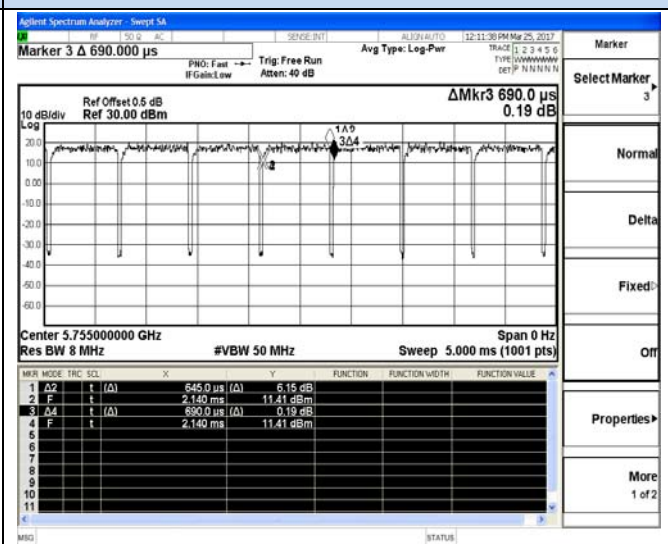 Agilent Spectrum Analyzer - Swept SA
RF 50 Ω AC SENSE:INT ALIGN AUTO 12:11:38 PM Mar 25, 2017
Marker 3 Δ 690.000 µs
PNO: Fast
IFGain:Low
Trig: Free Run
Atten: 40 dB
Avg Type: Log-Pwr
TRACE 1 2 3 4 5 6
TYPE WWWWWW
DET P N N N N N
Ref Offset 0.5 dB
10 dB/div Ref 30.00 dBm
Log
ΔMkr3 690.0 µs
0.19 dB
20.0
10.0
0.00
-10.0
-20.0
-30.0
-40.0
-50.0
-60.0
1Δ2
3Δ4
Center 5.755000000 GHz Span 0 Hz
Res BW 8 MHz #VBW 50 MHz Sweep 5.000 ms (1001 pts)
MKR MODE TRC SCL X Y FUNCTION FUNCTION WIDTH FUNCTION VALUE
1 Δ2 t (Δ) 645.0 µs (Δ) 6.15 dB
2 F t 2.140 ms 11.41 dBm
3 Δ4 t (Δ) 690.0 µs (Δ) 0.19 dB
4 F t 2.140 ms 11.41 dBm
5
6
7
8
9
10
11
MSG STATUS
Marker
Select Marker
3
Normal
Delta
Fixed
Off
Properties
More
1 of 2